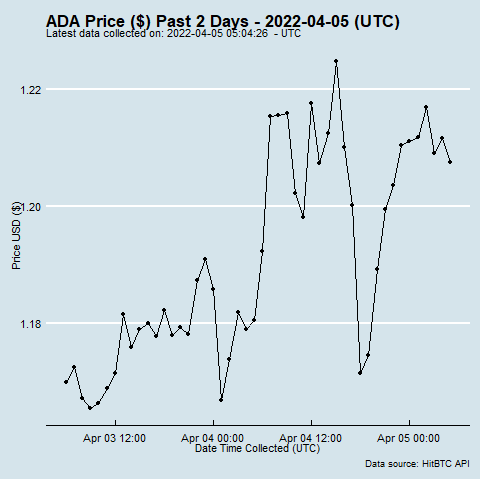 ADA Price ($) Past 2 Days - 2022-04-05 (UTC)
Latest data collected on: 2022-04-05 05:04:26  - UTC
1.22
1.20
1.18
Price USD ($)
Apr 03 12:00
Apr 04 00:00
Apr 04 12:00
Apr 05 00:00
Date Time Collected (UTC)
Data source: HitBTC API